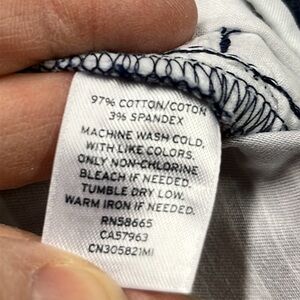 97% COTTON/COTON
3% SPANDEX
MACHINE WASH COLD,
WITH LIKE COLORS,
ONLY NON-CHLORINE
BLEACH IF NEEDED,
TUMBLE DRY LOW,
WARM IRON IF NEEDED.
RN58665
CA57963
CN305821MI